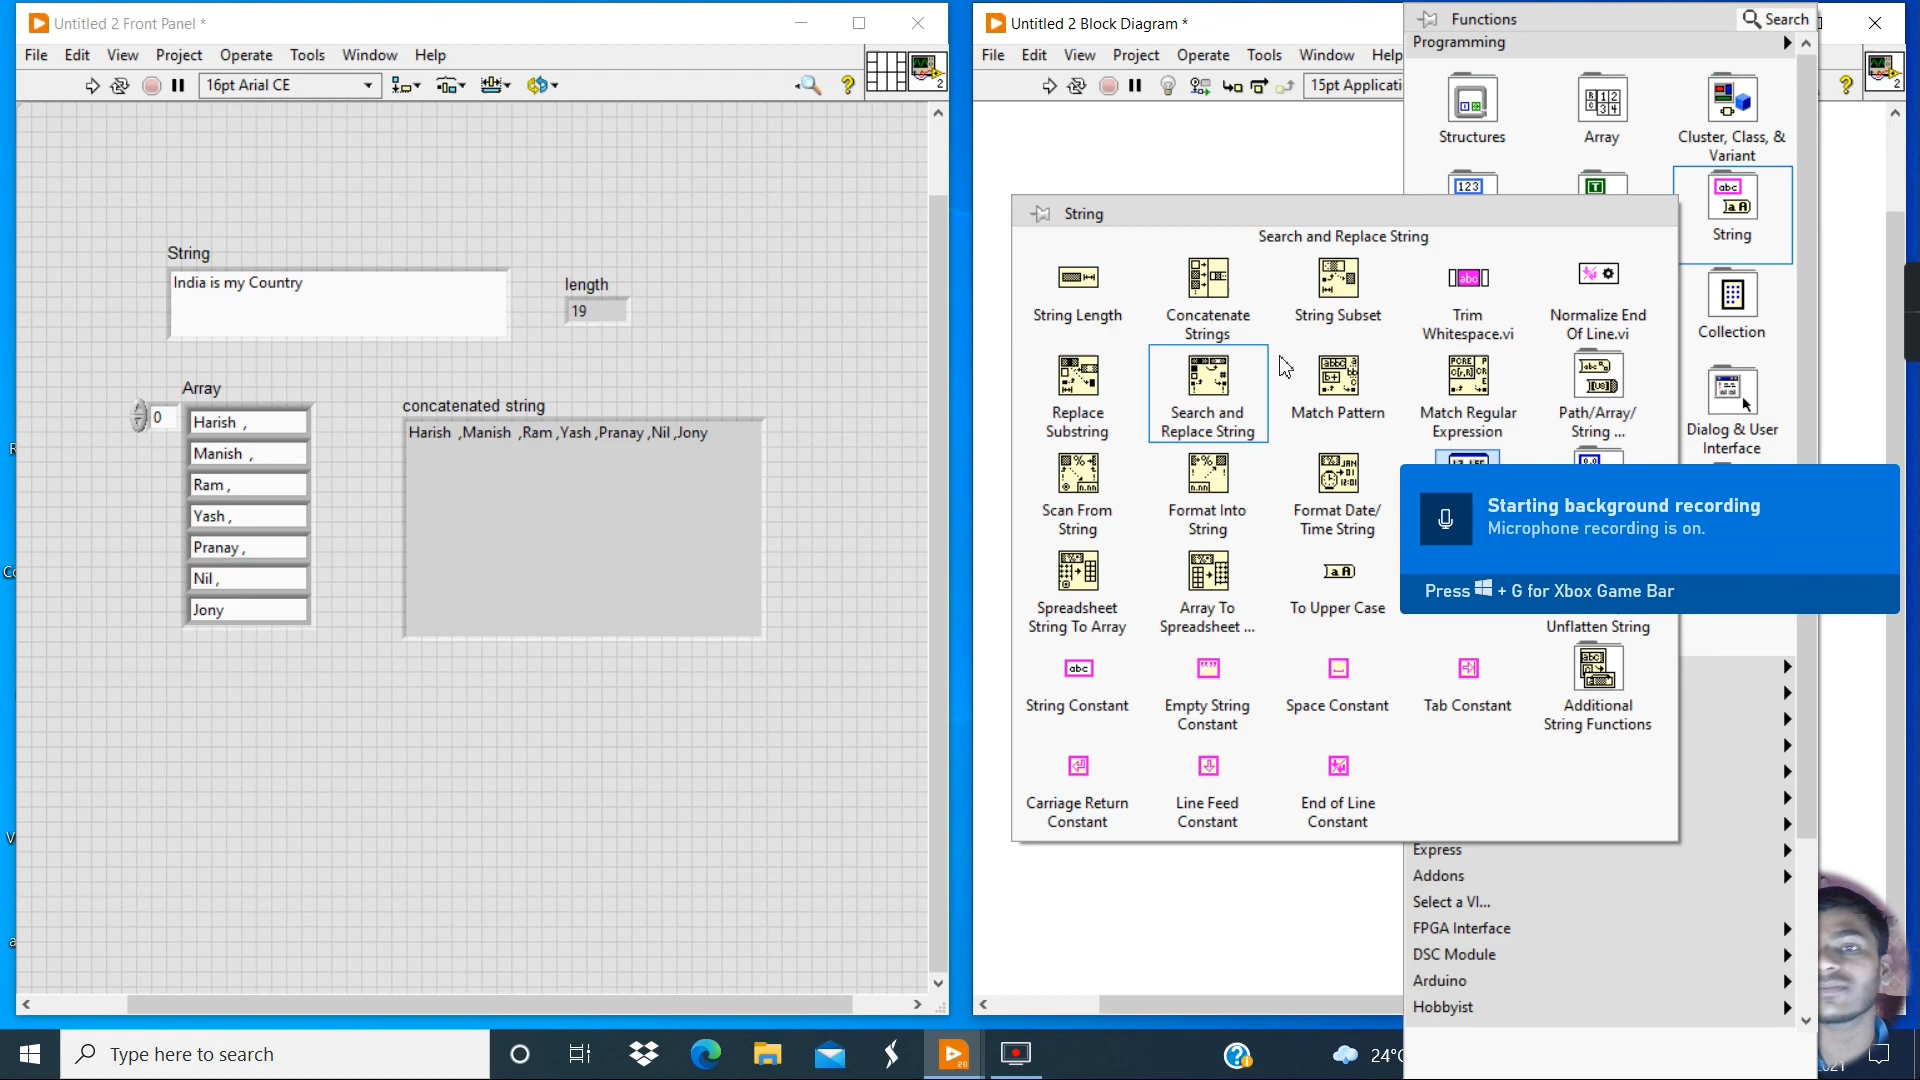 Untitled 2 Front Panel *
File Edit View Project Operate Tools Window Help
16pt Arial CE
2
String
India is my Country
length
19
Array
0
Harish ,
Manish ,
Ram ,
Yash ,
Pranay ,
Nil ,
Jony
concatenated string
Harish ,Manish ,Ram ,Yash ,Pranay ,Nil ,Jony
Untitled 2 Block Diagram *
File Edit View Project Operate Tools Window Help
15pt Applicati
2
Functions
Search
Programming
Structures
Array
Cluster, Class, &
Variant
String
Collection
Dialog & User
Interface
String
Search and Replace String
String Length
Concatenate
Strings
String Subset
Trim
Whitespace.vi
Normalize End
Of Line.vi
Replace
Substring
Search and
Replace String
Match Pattern
Match Regular
Expression
Path/Array/
String ...
Scan From
String
Format Into
String
Format Date/
Time String
Spreadsheet
String To Array
Array To
Spreadsheet ...
To Upper Case
Unflatten String
String Constant
Empty String
Constant
Space Constant
Tab Constant
Additional
String Functions
Carriage Return
Constant
Line Feed
Constant
End of Line
Constant
Starting background recording
Microphone recording is on.
Press + G for Xbox Game Bar
Express
Addons
Select a VI...
FPGA Interface
DSC Module
Arduino
Hobbyist
Type here to search
24°C